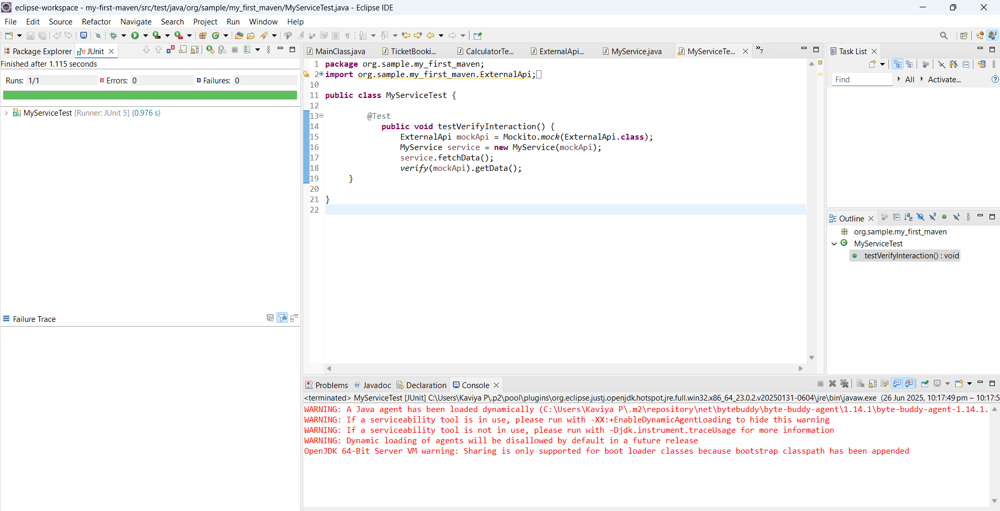 eclipse-workspace - my-first-maven/src/test/java/org/sample/my_first_maven/MyServiceTest.java - Eclipse IDE
File Edit Source Refactor Navigate Search Project Run Window Help
Package Explorer JUnit
Finished after 1.115 seconds
Runs: 1/1 Errors: 0 Failures: 0
MyServiceTest [Runner: JUnit 5] (0.976 s)
Failure Trace
MainClass.java TicketBooki... CalculatorTe... ExternalApi... MyService.java MyServiceTe... »7
1 package org.sample.my_first_maven;
2 import org.sample.my_first_maven.ExternalApi;
10
11 public class MyServiceTest {
12
13 @Test
14 public void testVerifyInteraction() {
15 ExternalApi mockApi = Mockito.mock(ExternalApi.class);
16 MyService service = new MyService(mockApi);
17 service.fetchData();
18 verify(mockApi).getData();
19 }
20
21 }
22
Task List
Find All Activate...
Outline
org.sample.my_first_maven
MyServiceTest
testVerifyInteraction() : void
Problems Javadoc Declaration Console
<terminated> MyServiceTest [JUnit] C:\Users\Kaviya P\.p2\pool\plugins\org.eclipse.justj.openjdk.hotspot.jre.full.win32.x86_64_23.0.2.v20250131-0604\jre\bin\javaw.exe (26 Jun 2025, 10:17:49 pm – 10:17:5
WARNING: A Java agent has been loaded dynamically (C:\Users\Kaviya P\.m2\repository\net\bytebuddy\byte-buddy-agent\1.14.1\byte-buddy-agent-1.14.1.
WARNING: If a serviceability tool is in use, please run with -XX:+EnableDynamicAgentLoading to hide this warning
WARNING: If a serviceability tool is not in use, please run with -Djdk.instrument.traceUsage for more information
WARNING: Dynamic loading of agents will be disallowed by default in a future release
OpenJDK 64-Bit Server VM warning: Sharing is only supported for boot loader classes because bootstrap classpath has been appended